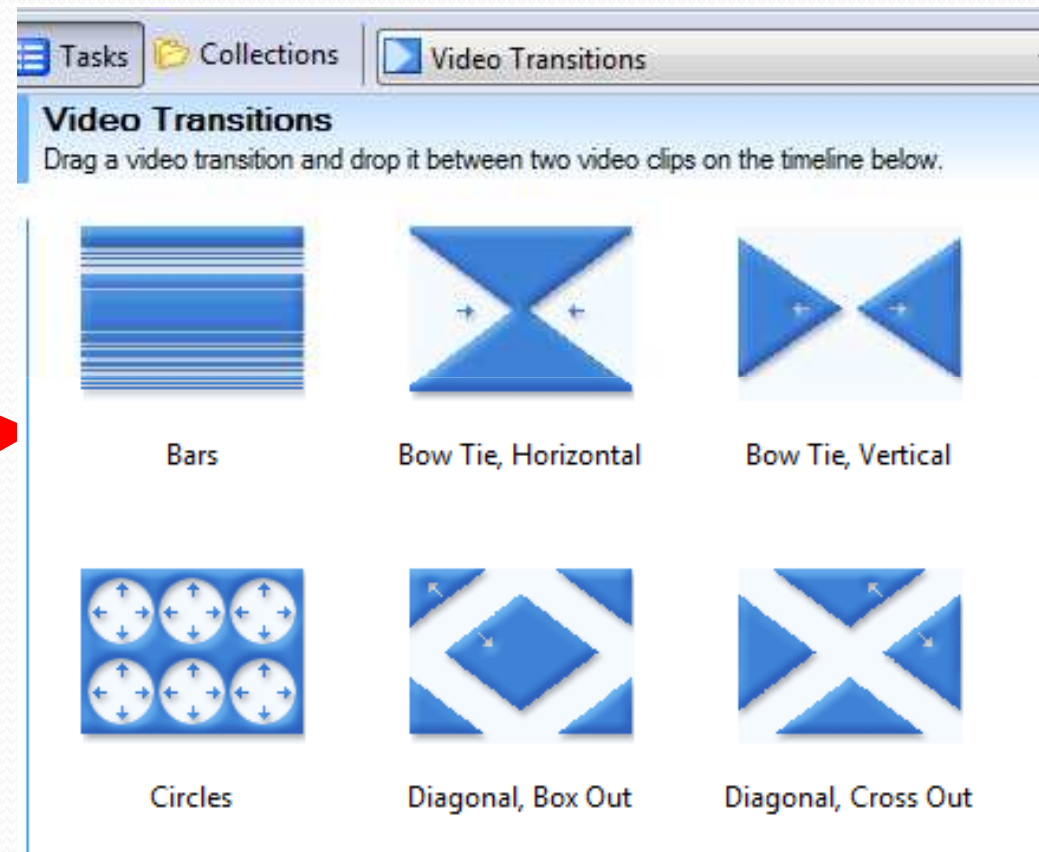 Tasks Collections Video Transitions
Video Transitions
Drag a video transition and drop it between two video clips on the timeline below.
Bars Bow Tie, Horizontal Bow Tie, Vertical
Circles Diagonal, Box Out Diagonal, Cross Out